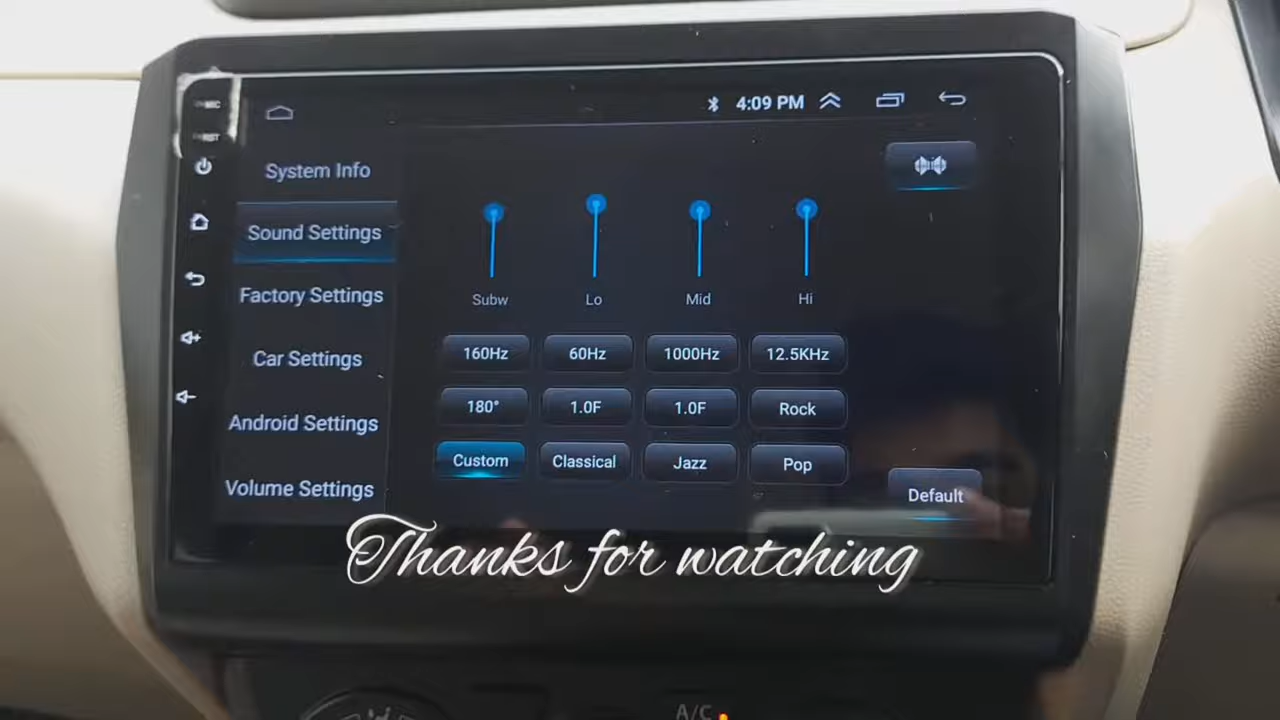 MIC
RST
4:09 PM
System Info
Sound Settings
Factory Settings
Car Settings
Android Settings
Volume Settings
Subw Lo Mid Hi
160Hz 60Hz 1000Hz 12.5KHz
180° 1.0F 1.0F Rock
Custom Classical Jazz Pop
Default
Thanks for watching
A/C